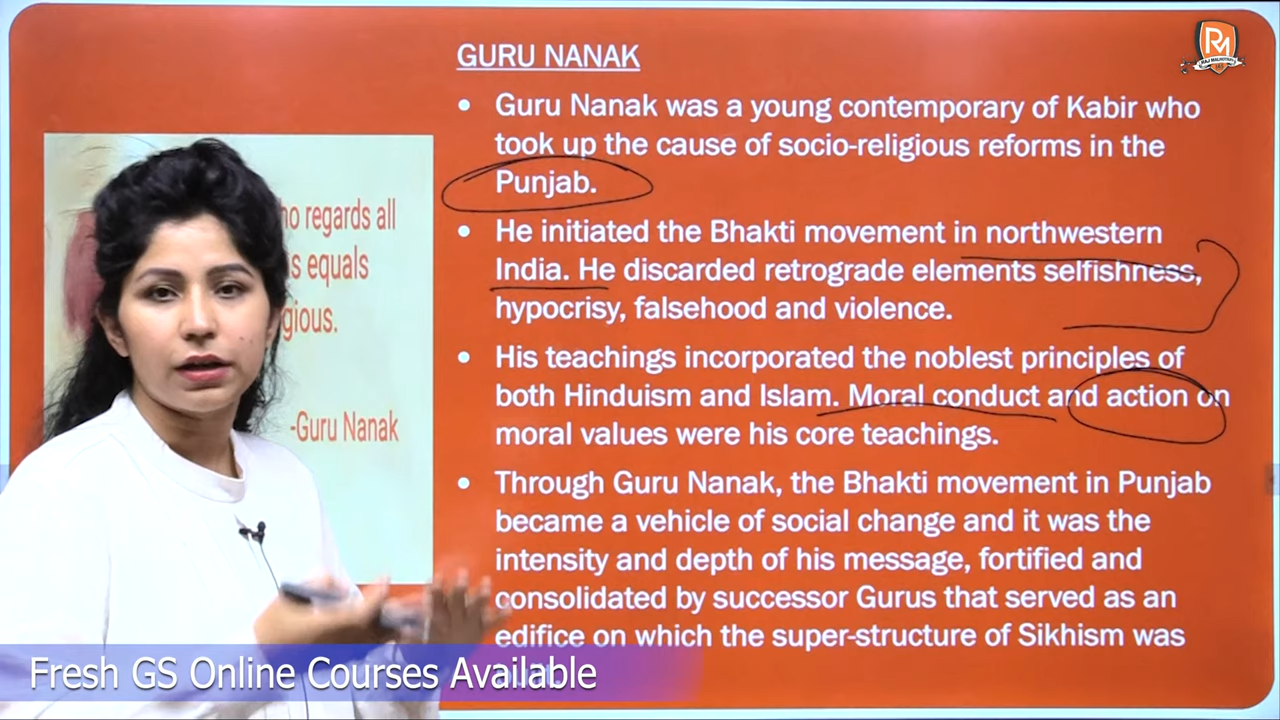 GURU NANAK
• Guru Nanak was a young contemporary of Kabir who
took up the cause of socio-religious reforms in the
Punjab.
• He initiated the Bhakti movement in northwestern
India. He discarded retrograde elements selfishness,
hypocrisy, falsehood and violence.
• His teachings incorporated the noblest principles of
both Hinduism and Islam. Moral conduct and action on
moral values were his core teachings.
• Through Guru Nanak, the Bhakti movement in Punjab
became a vehicle of social change and it was the
intensity and depth of his message, fortified and
consolidated by successor Gurus that served as an
edifice on which the super-structure of Sikhism was
regards all
equals
-Guru Nanak
RM
RAJ MALHOTRA'S
Fresh GS Online Courses Available